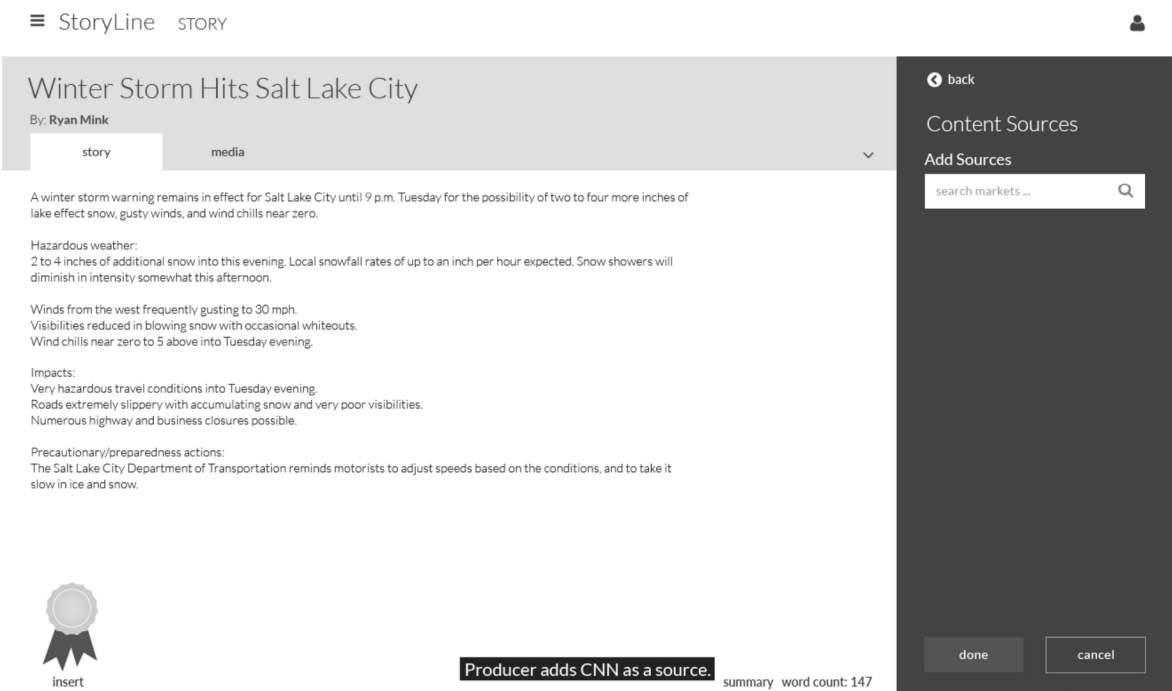 StoryLine STORY
Winter Storm Hits Salt Lake City
By: Ryan Mink
story media
A winter storm warning remains in effect for Salt Lake City until 9 p.m. Tuesday for the possibility of two to four more inches of
lake effect snow, gusty winds, and wind chills near zero.
Hazardous weather:
2 to 4 inches of additional snow into this evening. Local snowfall rates of up to an inch per hour expected. Snow showers will
diminish in intensity somewhat this afternoon.
Winds from the west frequently gusting to 30 mph.
Visibilities reduced in blowing snow with occasional whiteouts.
Wind chills near zero to 5 above into Tuesday evening.
Impacts:
Very hazardous travel conditions into Tuesday evening.
Roads extremely slippery with accumulating snow and very poor visibilities.
Numerous highway and business closures possible.
Precautionary/preparedness actions:
The Salt Lake City Department of Transportation reminds motorists to adjust speeds based on the conditions, and to take it
slow in ice and snow.
insert
Producer adds CNN as a source.
summary word count: 147
back
Content Sources
Add Sources
search markets ...
done cancel